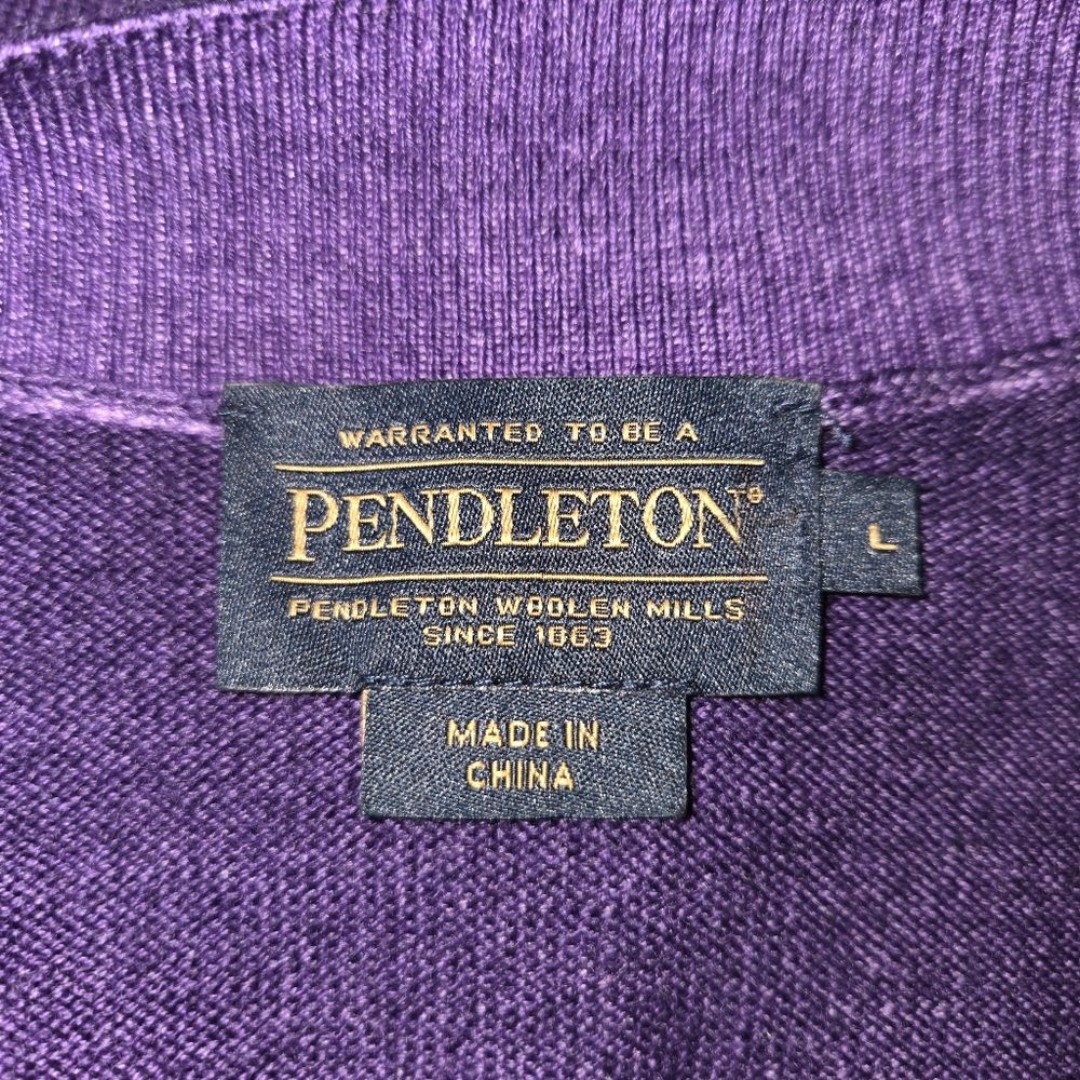 WARRANTED TO BE A
PENDLETON®
L
PENDLETON WOOLEN MILLS
SINCE 1863
MADE IN
CHINA